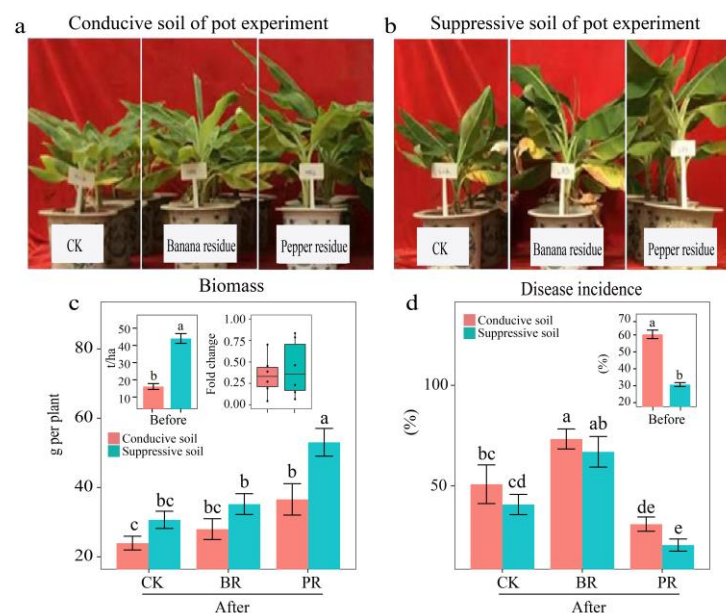 a Conducive soil of pot experiment
CK
Banana residue
Pepper residue
b Suppressive soil of pot experiment
CK
Banana residue
Pepper residue
c Biomass
g per plant
80
60
40
20
t/ha
50
40
30
20
10
0
b
a
Before
Fold change
1.00
0.75
0.50
0.25
0.00
Conducive soil
Suppressive soil
c
bc
bc
b
b
a
CK BR PR
After
d Disease incidence
(%)
100
50
Conducive soil
Suppressive soil
(%)
70
60
50
40
30
20
a
b
Before
bc
cd
a
ab
de
e
CK BR PR
After